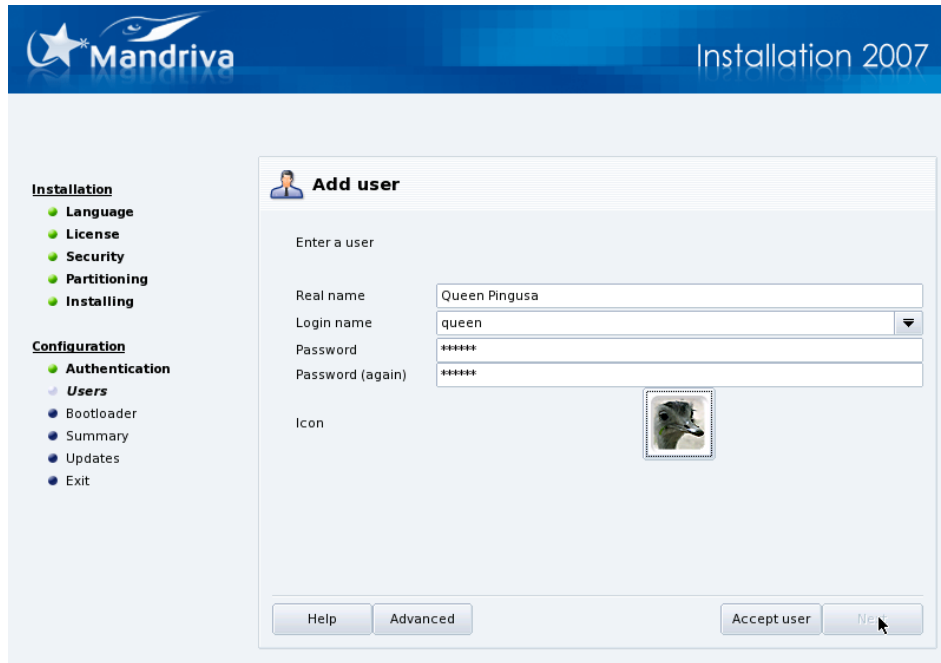 Mandriva
Installation 2007
Installation
Language
License
Security
Partitioning
Installing
Configuration
Authentication
Users
Bootloader
Summary
Updates
Exit
Add user
Enter a user
Real name Queen Pingusa
Login name queen
Password ******
Password (again) ******
Icon
Help Advanced Accept user Next